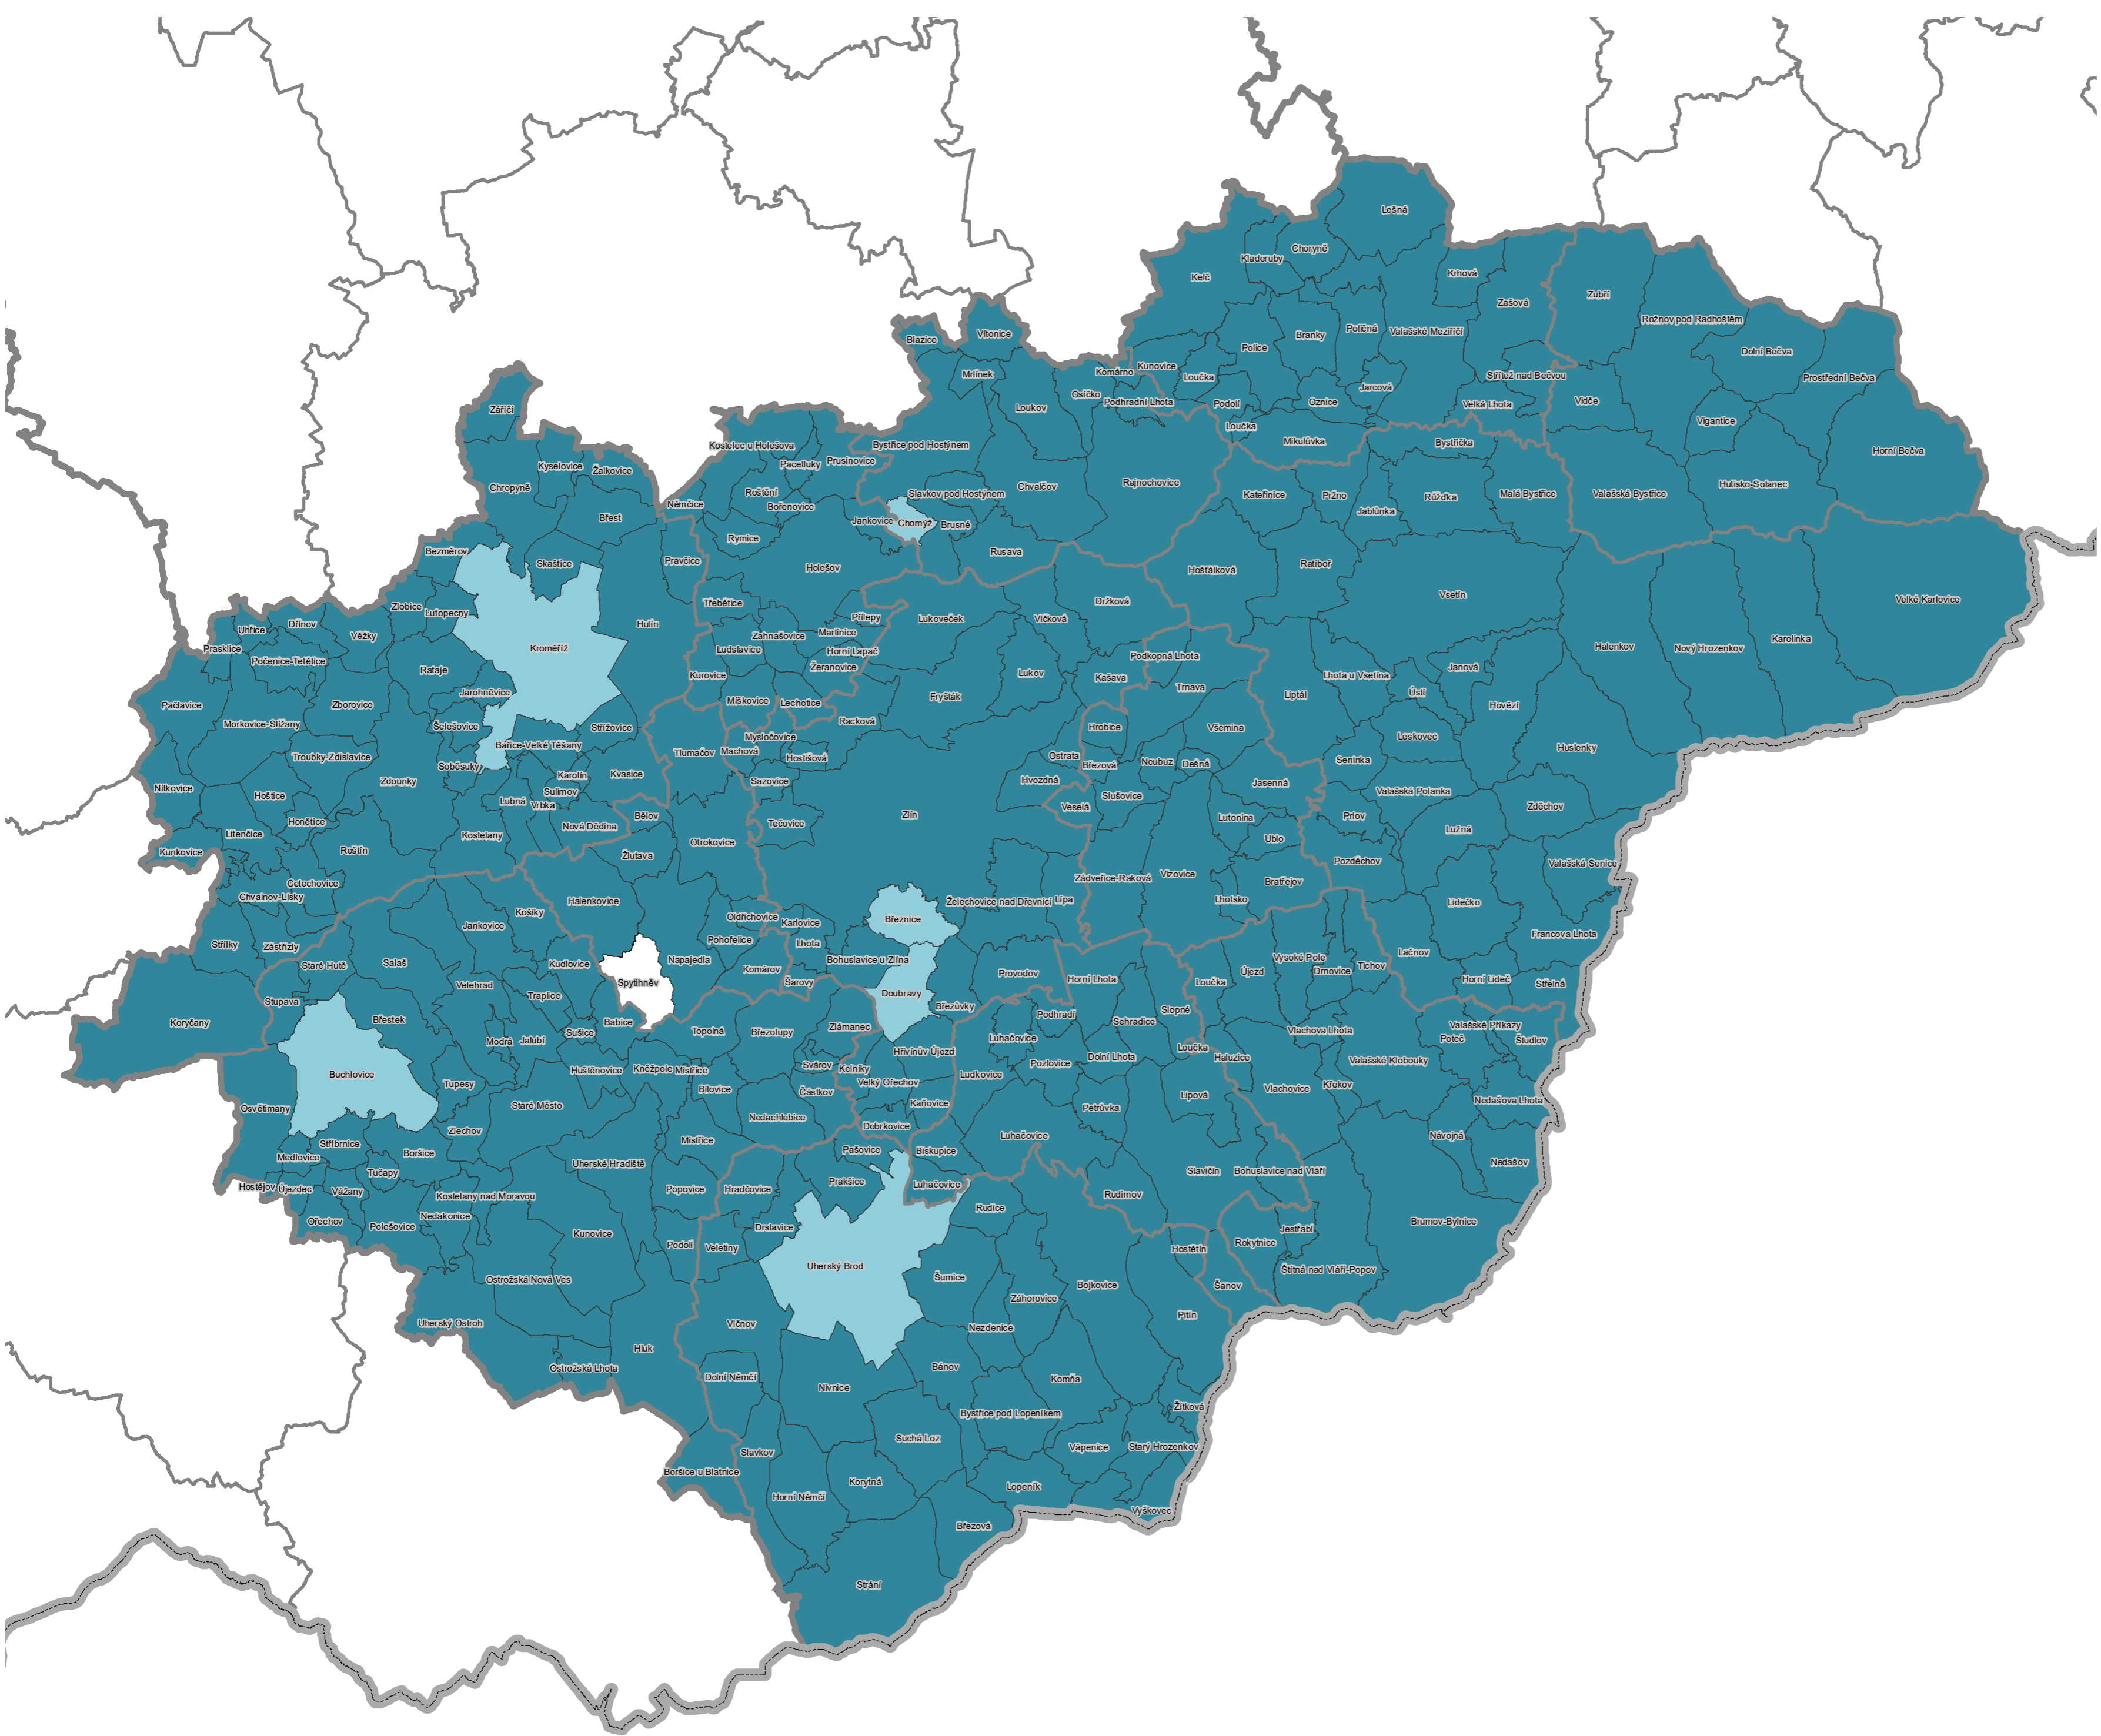 Lešná
Choryně
Kladeruby
Kelč
Krhová
Zašová
Zubří
Rožnov pod Radhoštěm
Dolní Bečva
Prostřední Bečva
Poličná
Valašské Meziříčí
Branky
Police
Vítonice
Blazice
Mrlínek
Komárno
Kunovice
Loučka
Střítež nad Bečvou
Jarcová
Osíčko
Podhradní Lhota
Podolí
Oznice
Velká Lhota
Vidče
Loukov
Záříčí
Vigantice
Loučka
Mikulůvka
Bystřička
Horní Bečva
Kostelec u Holešova
Bystřice pod Hostýnem
Prusinovice
Pacetluky
Kyselovice
Žalkovice
Rajnochovice
Hutisko-Solanec
Chropyně
Roštění
Slavkov pod Hostýnem
Chvalčov
Kateřinice
Pržno
Růžďka
Malá Bystřice
Valašská Bystřice
Němčice
Bořenovice
Jablůnka
Břest
Jankovice
Chomýž
Brusné
Rymice
Bezměrov
Skaštice
Pravčice
Holešov
Rusava
Hošťálková
Ratiboř
Vsetín
Velké Karlovice
Zlobice
Lutopecny
Třebětice
Držková
Přílepy
Lukoveček
Vlčková
Dřínov
Uhřice
Věžky
Hulín
Zahnašovice
Martinice
Karolinka
Prasklice
Kroměříž
Ludslavice
Horní Lapač
Halenkov
Nový Hrozenkov
Počenice-Tetětice
Rataje
Podkopná Lhota
Žeranovice
Janová
Kurovice
Lukov
Kašava
Lhota u Vsetína
Trnava
Jarohněvice
Liptál
Ústí
Fryšták
Miškovice
Lechotice
Pačlavice
Zborovice
Hovězí
Morkovice-Slížany
Racková
Šelešovice
Střížovice
Hrobice
Všemina
Mysločovice
Leskovec
Bařice-Velké Těšany
Huslenky
Tlumačov
Machová
Hostišová
Troubky-Zdislavice
Ostrata
Březová
Neubuz
Dešná
Seninka
Soběsuky
Karolín
Kvasice
Sazovice
Hvozdná
Jasenná
Zdounky
Nítkovice
Sulimov
Valašská Polanka
Hoštice
Lubná
Vrbka
Slušovice
Veselá
Zděchov
Bělov
Zlín
Lutonina
Prlov
Honětice
Nová Dědina
Tečovice
Lužná
Litenčice
Kostelany
Ublo
Otrokovice
Roštín
Kunkovice
Žlutava
Pozděchov
Valašská Senice
Zádveřice-Raková
Vizovice
Bratřejov
Cetechovice
Chvalnov-Lísky
Halenkovice
Želechovice nad Dřevnicí
Lípa
Lhotsko
Lidečko
Košíky
Oldřichovice
Karlovice
Březnice
Jankovice
Francova Lhota
Střílky
Zástřizly
Pohořelice
Lhota
Lačnov
Staré Hutě
Salaš
Kudlovice
Napajedla
Komárov
Bohuslavice u Zlína
Provodov
Horní Lhota
Újezd
Vysoké Pole
Drnovice
Tichov
Spytihněv
Šarovy
Loučka
Horní Lideč
Střelná
Velehrad
Traplice
Doubravy
Stupava
Březůvky
Slopné
Podhradí
Břestek
Koryčany
Babice
Sehradice
Topolná
Březolupy
Zlámanec
Vlachova Lhota
Valašské Příkazy
Modrá
Jalubí
Sušice
Luhačovice
Poteč
Študlov
Loučka
Hřivínův Újezd
Haluzice
Dolní Lhota
Pozlovice
Valašské Klobouky
Svárov
Kelníky
Huštěnovice
Kněžpole
Mistřice
Ludkovice
Buchlovice
Tupesy
Velký Ořechov
Vlachovice
Křekov
Bílovice
Částkov
Lipová
Nedašova Lhota
Osvětimany
Staré Město
Kaňovice
Petrůvka
Nedachlebice
Dobrkovice
Zlechov
Luhačovice
Návojná
Mistřice
Stříbrnice
Boršice
Pašovice
Biskupice
Medlovice
Uherské Hradiště
Nedašov
Tučapy
Slavičín
Bohuslavice nad Vláří
Hostějov
Újezdec
Vážany
Prakšice
Luhačovice
Popovice
Hradčovice
Kostelany nad Moravou
Rudimov
Rudice
Nedakonice
Ořechov
Polešovice
Brumov-Bylnice
Drslavice
Jestřabí
Kunovice
Podolí
Veletiny
Hostětín
Rokytnice
Uherský Brod
Štítná nad Vláří-Popov
Ostrožská Nová Ves
Šumice
Bojkovice
Šanov
Záhorovice
Pitín
Uherský Ostroh
Vlčnov
Nezdenice
Hluk
Ostrožská Lhota
Bánov
Dolní Němčí
Nivnice
Komňa
Žítková
Bystřice pod Lopeníkem
Suchá Loz
Slavkov
Vápenice
Starý Hrozenkov
Boršice u Blatnice
Korytná
Lopeník
Horní Němčí
Vyškovec
Březová
Strání